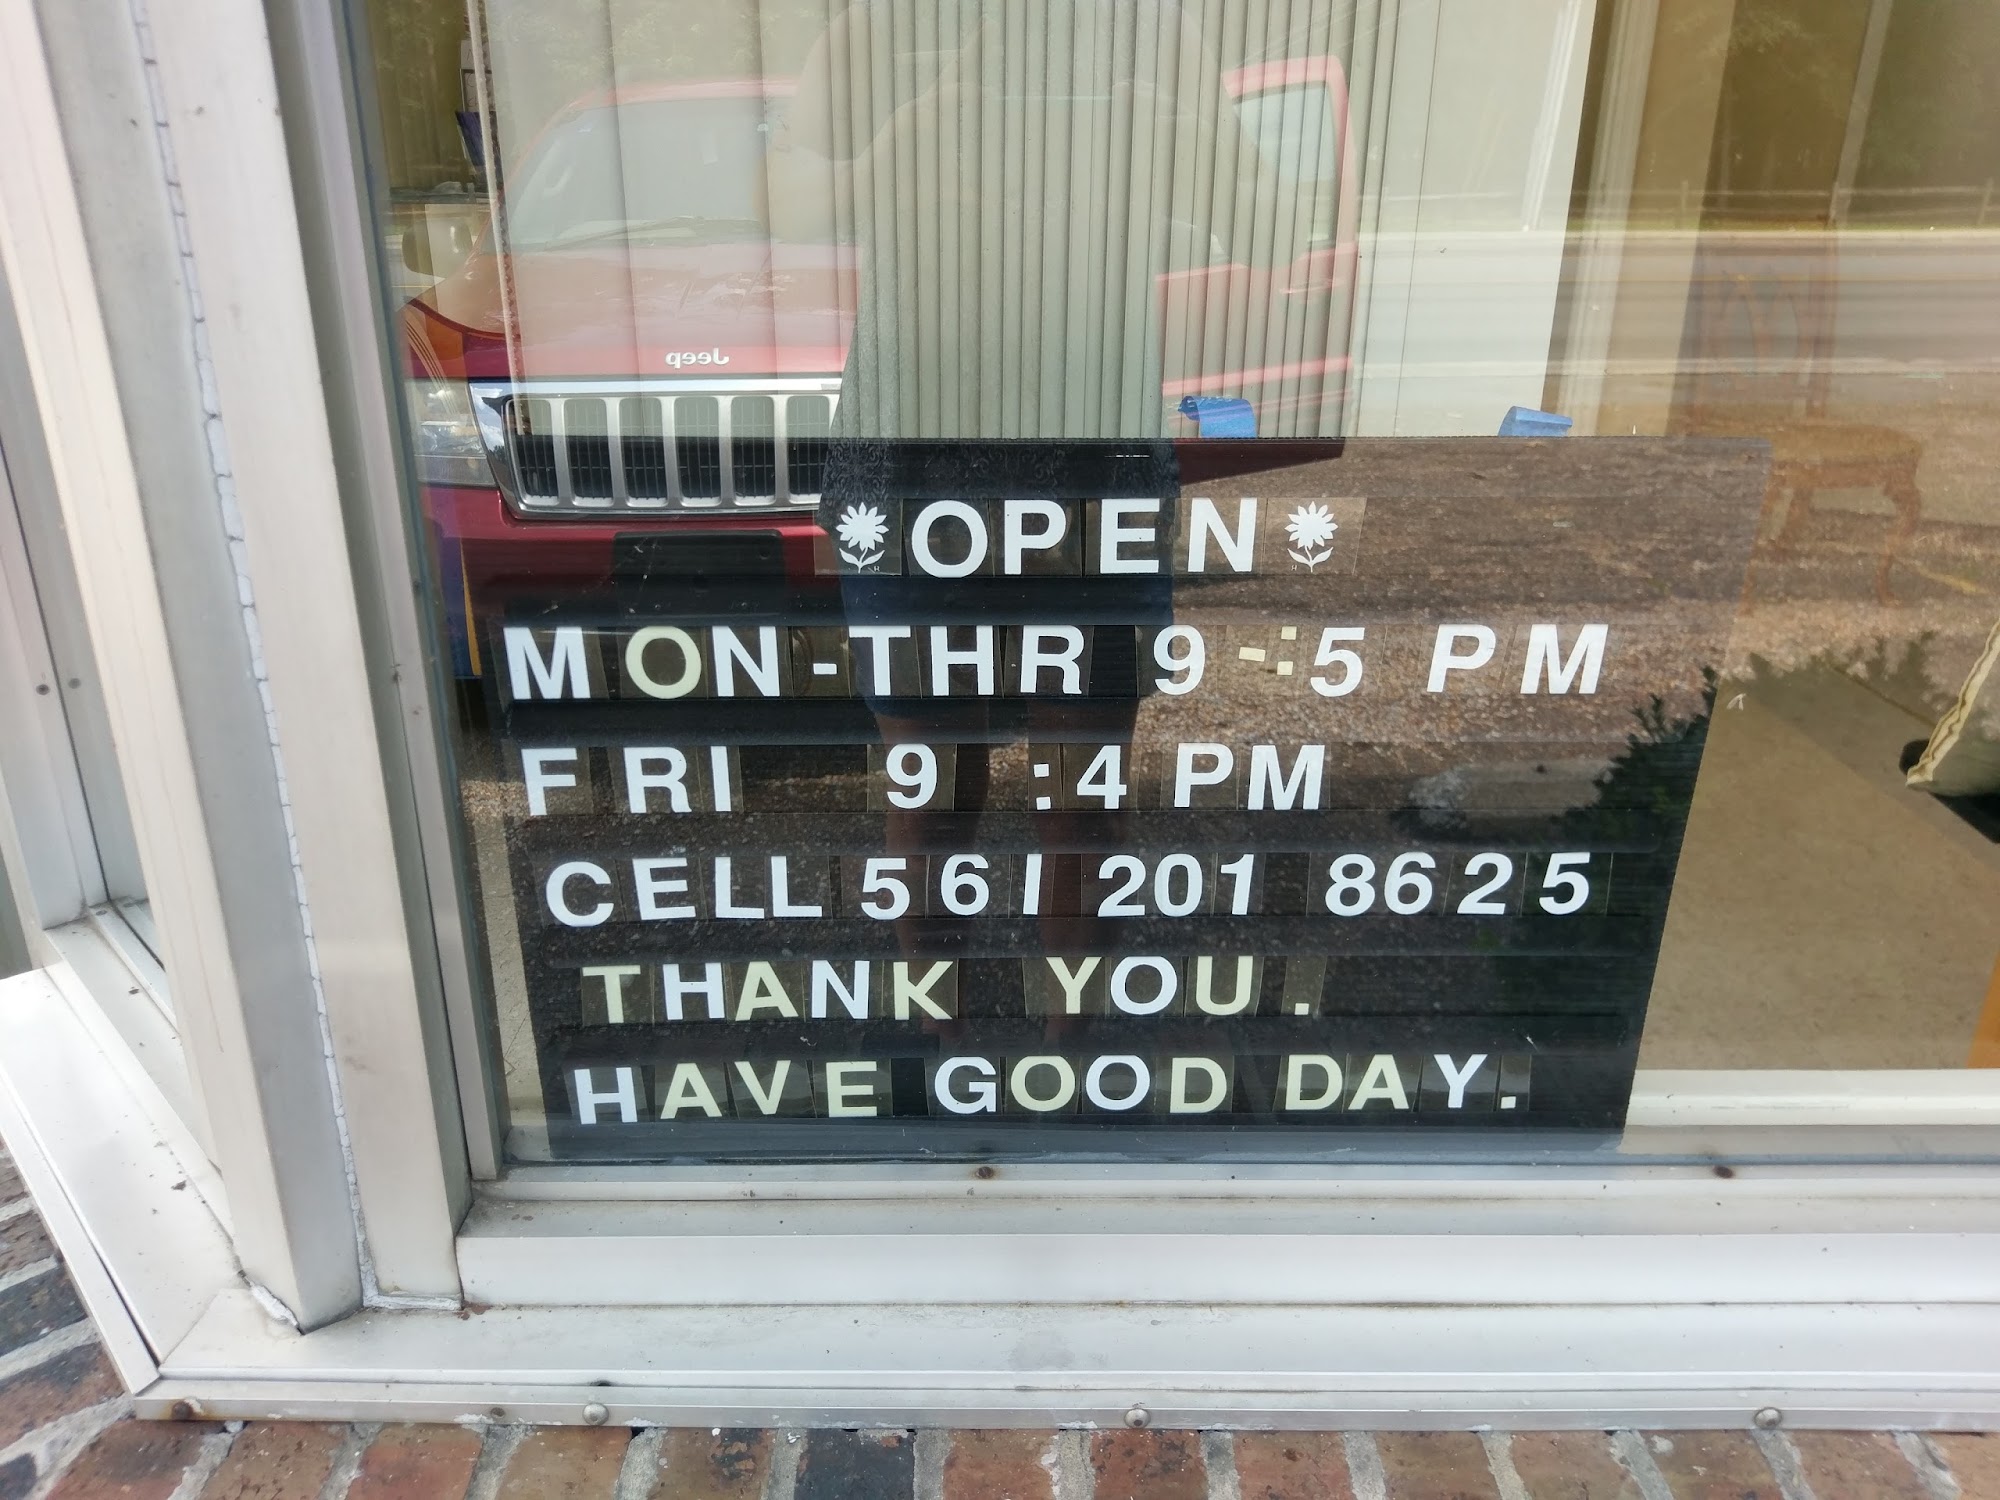 Jeep
OPEN
MON-THR 9 -:5 PM
FRI 9 :4 PM
CELL 561 201 8625
THANK YOU.
HAVE GOOD DAY.